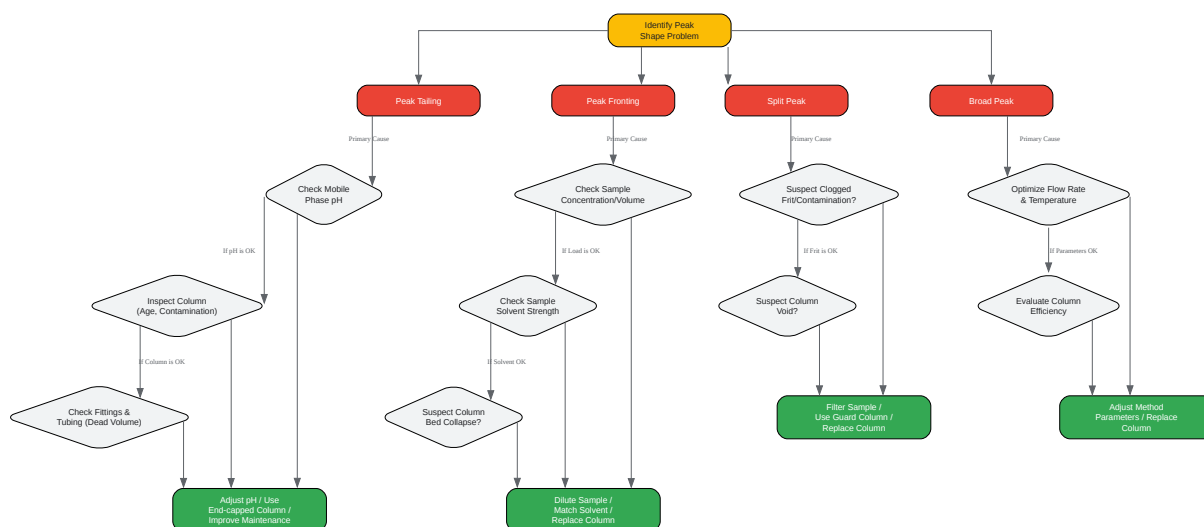 Identify Peak
Shape Problem
Peak Tailing
Peak Fronting
Split Peak
Broad Peak
Primary Cause
Primary Cause
Primary Cause
Primary Cause
Check Mobile
Phase pH
Check Sample
Concentration/Volume
Suspect Clogged
Frit/Contamination?
Optimize Flow Rate
& Temperature
If pH is OK
If Load is OK
If Frit is OK
If Parameters OK
Inspect Column
(Age, Contamination)
Check Sample
Solvent Strength
Suspect Column
Void?
Evaluate Column
Efficiency
If Column is OK
If Solvent OK
Check Fittings &
Tubing (Dead Volume)
Suspect Column
Bed Collapse?
Filter Sample /
Use Guard Column /
Replace Column
Adjust Method
Parameters / Replace
Column
Adjust pH / Use
End-capped Column /
Improve Maintenance
Dilute Sample /
Match Solvent /
Replace Column